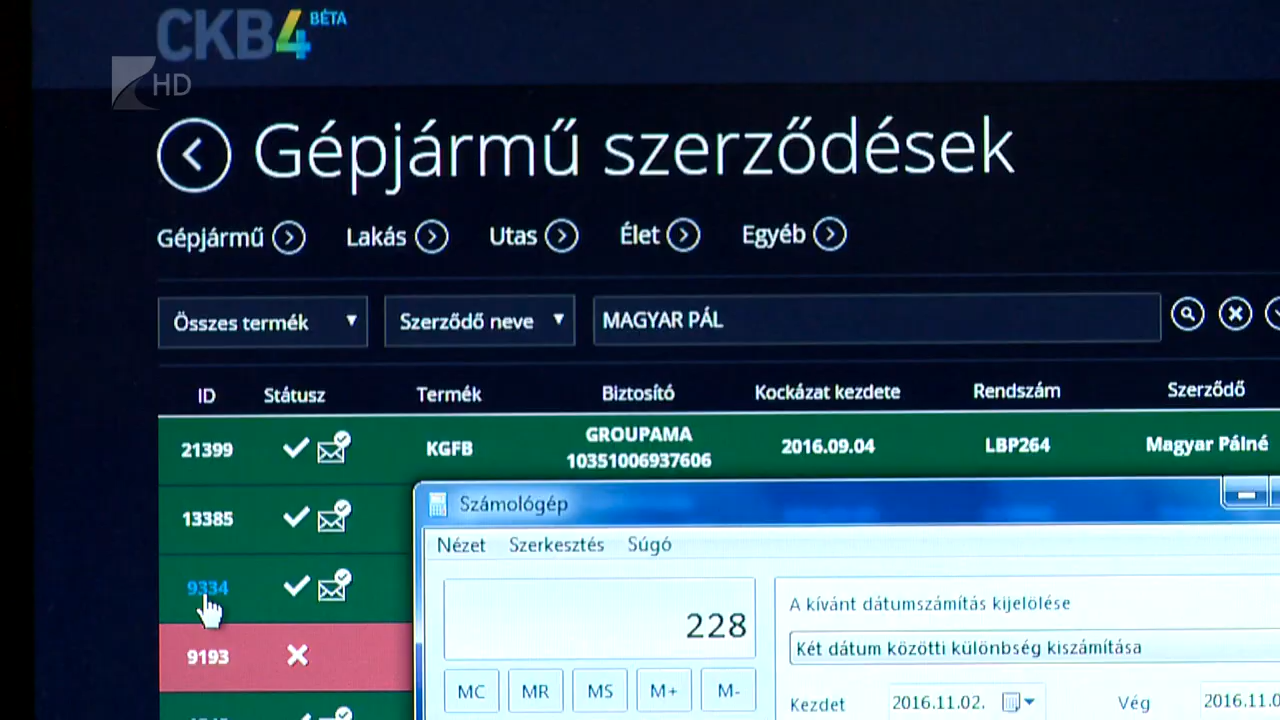 CKB4 BÉTA
HD
Gépjármű szerződések
Gépjármű Lakás Utas Élet Egyéb
Összes termék Szerződő neve MAGYAR PÁL
ID Státusz Termék Biztosító Kockázat kezdete Rendszám Szerződő
21399 KGFB GROUPAMA 10351006937606 2016.09.04 LBP264 Magyar Pálné
13385
Számológép
Nézet Szerkesztés Súgó
9334
228
A kívánt dátumszámítás kijelölése
Két dátum közötti különbség kiszámítása
9193
MC MR MS M+ M-
Kezdet 2016.11.02. Vég